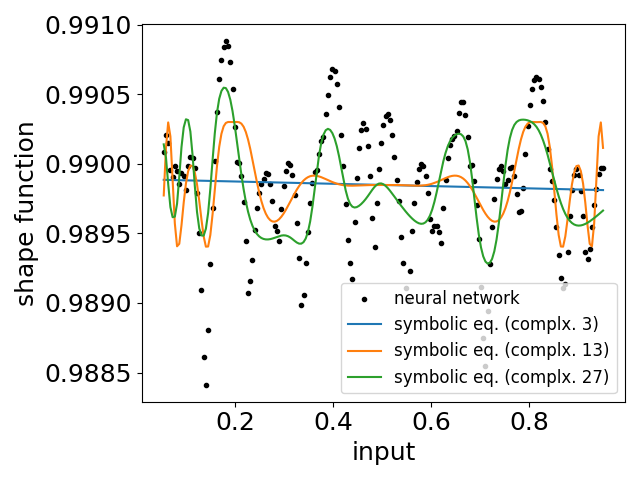 0.9910
0.9905
0.9900
0.9895
0.9890
0.9885
shape function
neural network
symbolic eq. (complx. 3)
symbolic eq. (complx. 13)
symbolic eq. (complx. 27)
0.2 0.4 0.6 0.8
input